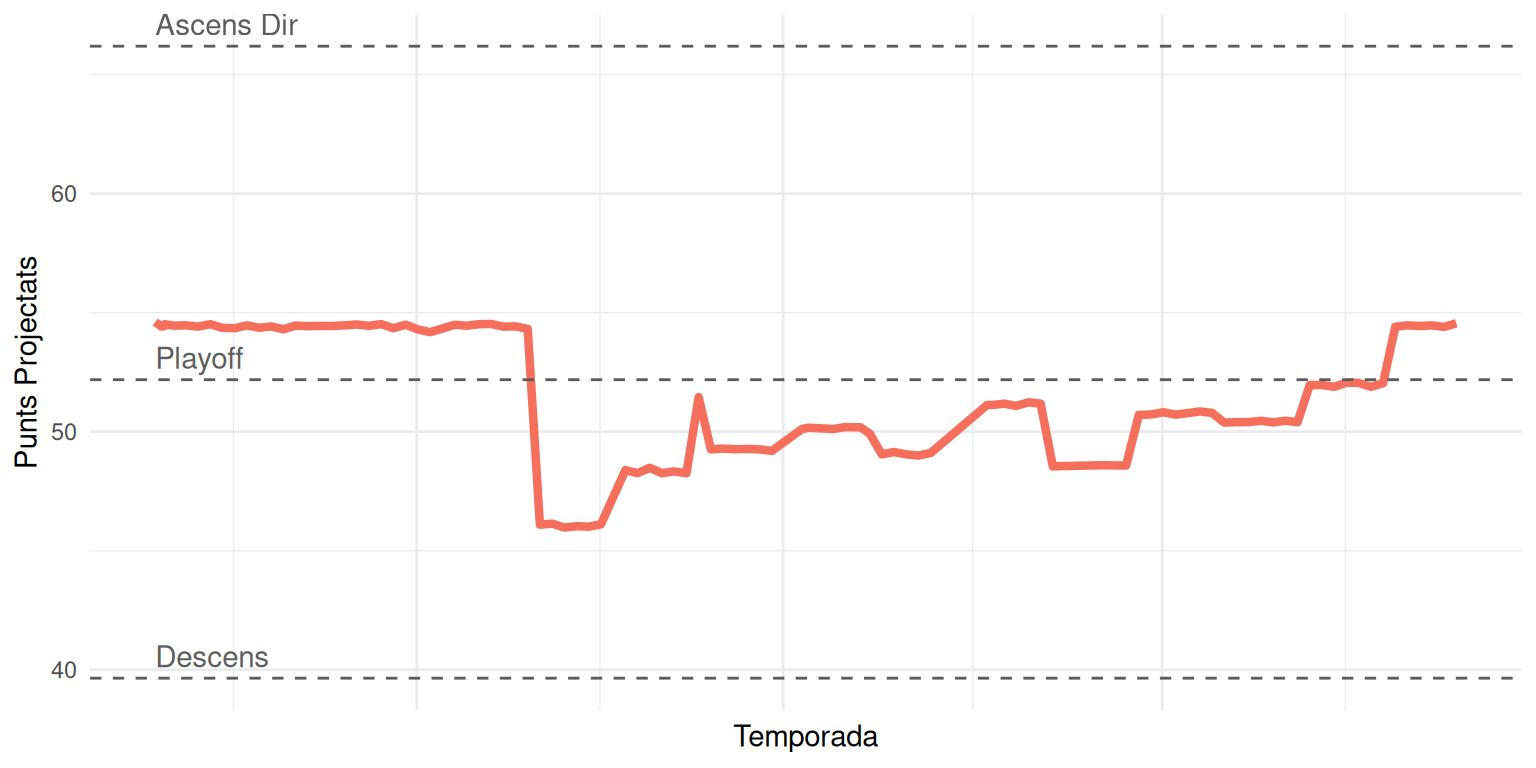 Ascens Dir
60
Playoff
50
Descens
40
Punts Projectats
Temporada